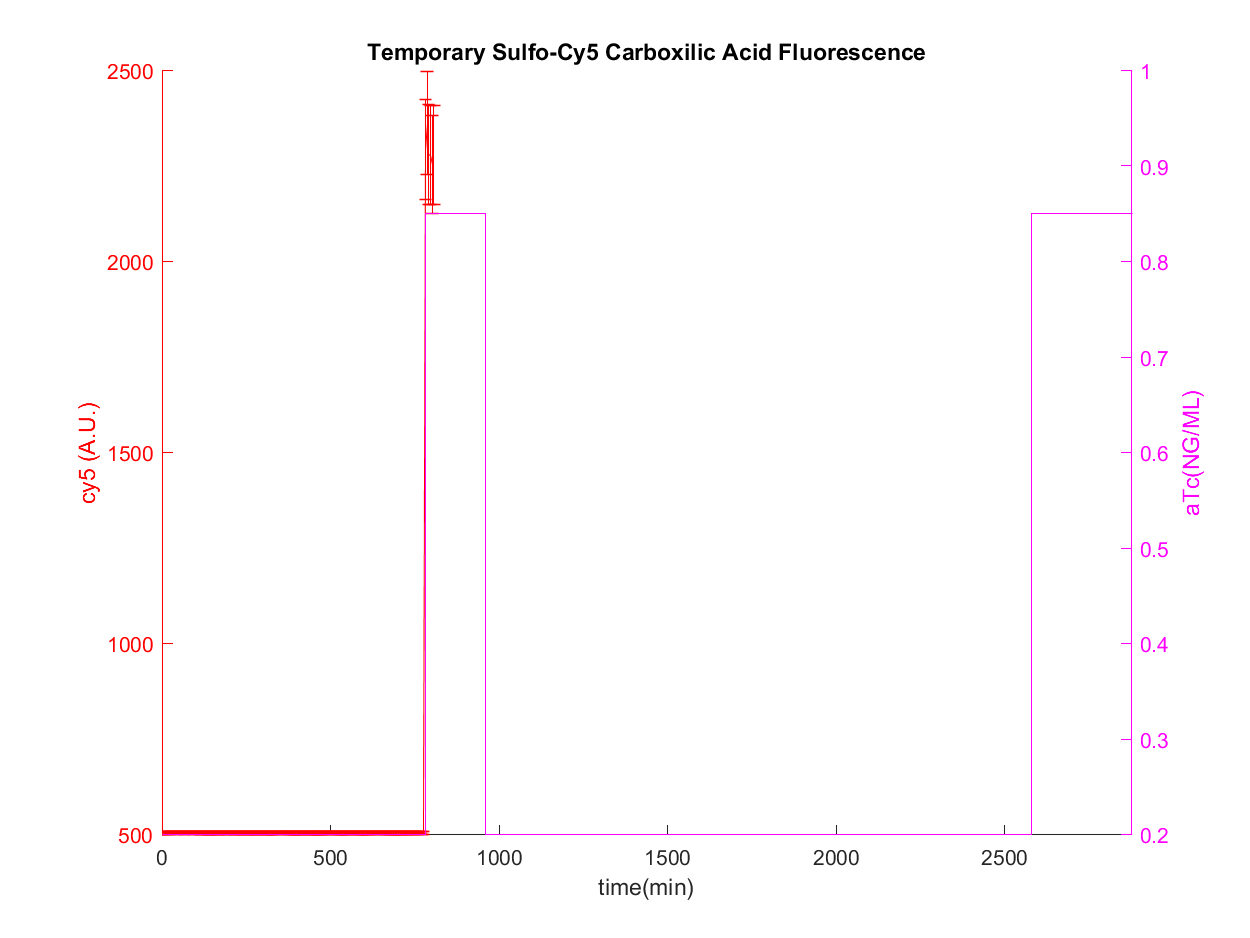 Temporary Sulfo-Cy5 Carboxilic Acid Fluorescence
2500
2000
1500
1000
500
cy5 (A.U.)
1
0.9
0.8
0.7
0.6
0.5
0.4
0.3
0.2
aTc(NG/ML)
0 500 1000 1500 2000 2500
time(min)